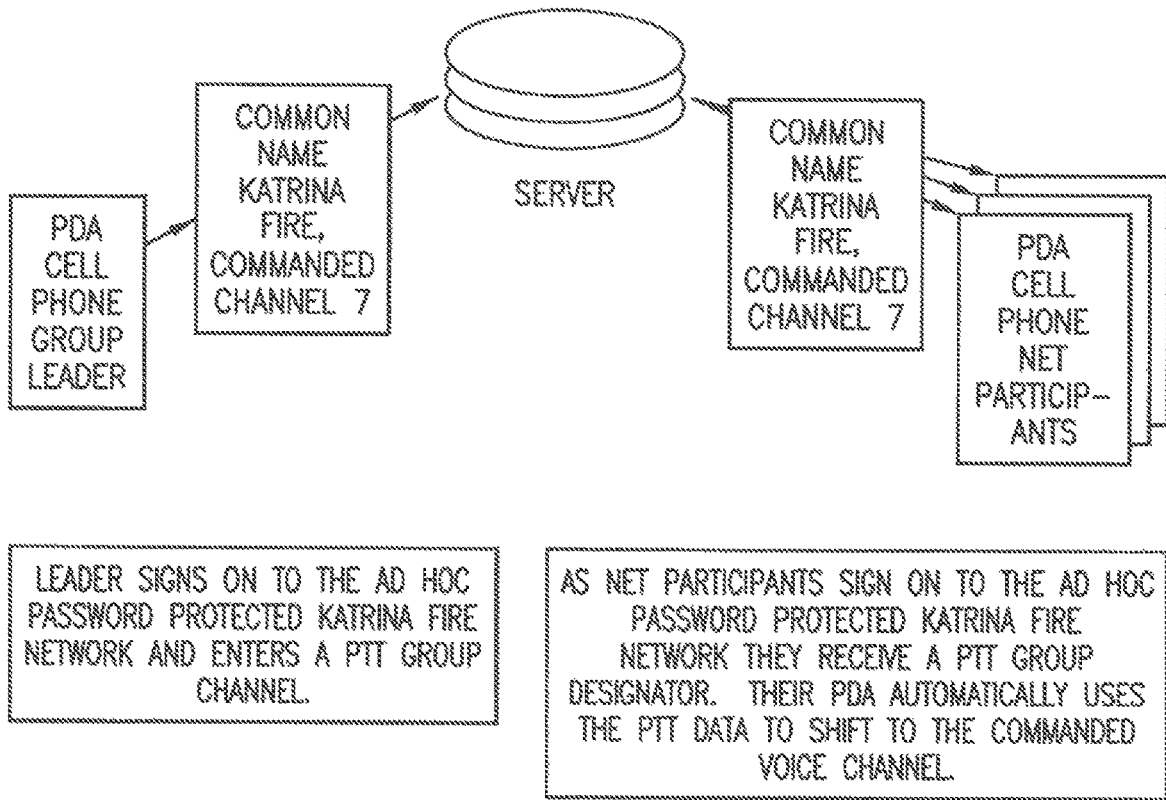 PDA
CELL
PHONE
GROUP
LEADER
COMMON
NAME
KATRINA
FIRE,
COMMANDED
CHANNEL 7
SERVER
COMMON
NAME
KATRINA
FIRE,
COMMANDED
CHANNEL 7
PDA
CELL
PHONE
NET
PARTICIP-
ANTS
LEADER SIGNS ON TO THE AD HOC
PASSWORD PROTECTED KATRINA FIRE
NETWORK AND ENTERS A PTT GROUP
CHANNEL.
AS NET PARTICIPANTS SIGN ON TO THE AD HOC
PASSWORD PROTECTED KATRINA FIRE
NETWORK THEY RECEIVE A PTT GROUP
DESIGNATOR. THEIR PDA AUTOMATICALLY USES
THE PTT DATA TO SHIFT TO THE COMMANDED
VOICE CHANNEL.